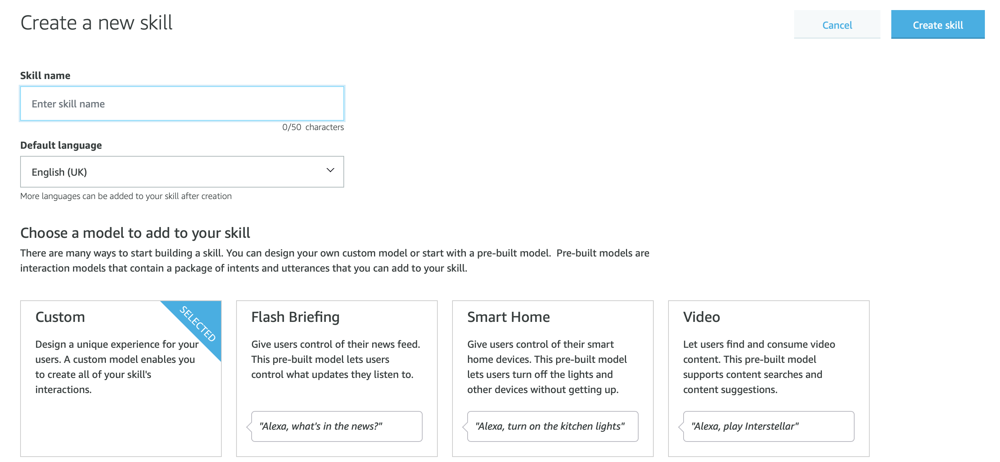 Create a new skill
Cancel
Create skill
Skill name
Enter skill name
0/50 characters
Default language
English (UK)
More languages can be added to your skill after creation
Choose a model to add to your skill
There are many ways to start building a skill. You can design your own custom model or start with a pre-built model. Pre-built models are
interaction models that contain a package of intents and utterances that you can add to your skill.
Custom
SELECTED
Design a unique experience for your
users. A custom model enables you
to create all of your skill's
interactions.
Flash Briefing
Give users control of their news feed.
This pre-built model lets users
control what updates they listen to.
"Alexa, what's in the news?"
Smart Home
Give users control of their smart
home devices. This pre-built model
lets users turn off the lights and
other devices without getting up.
"Alexa, turn on the kitchen lights"
Video
Let users find and consume video
content. This pre-built model
supports content searches and
content suggestions.
"Alexa, play Interstellar"